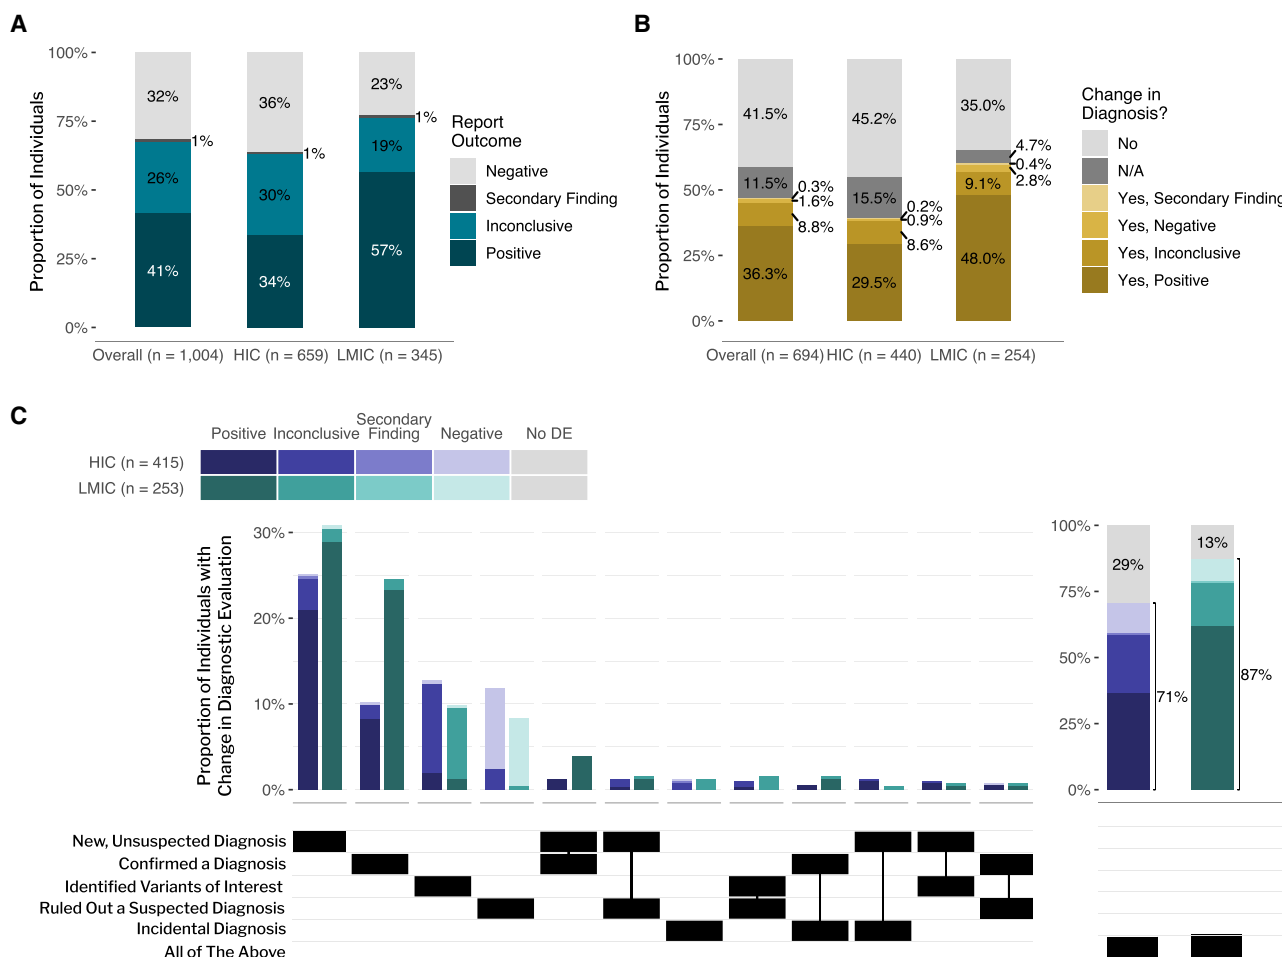 A
100%
75%
50%
25%
0%
Proportion of Individuals
32%
1%
26%
41%
36%
1%
30%
34%
23%
1%
19%
57%
Overall (n = 1,004)
HIC (n = 659)
LMIC (n = 345)
Report
Outcome
Negative
Secondary Finding
Inconclusive
Positive
B
100%
75%
50%
25%
0%
Proportion of Individuals
41.5%
11.5%
0.3%
1.6%
8.8%
36.3%
45.2%
15.5%
0.2%
0.9%
8.6%
29.5%
35.0%
4.7%
0.4%
2.8%
9.1%
48.0%
Overall (n = 694)
HIC (n = 440)
LMIC (n = 254)
Change in
Diagnosis?
No
N/A
Yes, Secondary Finding
Yes, Negative
Yes, Inconclusive
Yes, Positive
C
Positive
Inconclusive
Secondary
Finding
Negative
No DE
HIC (n = 415)
LMIC (n = 253)
Proportion of Individuals with
Change in Diagnostic Evaluation
30%
20%
10%
0%
100%
75%
50%
25%
0%
29%
71%
13%
87%
New, Unsuspected Diagnosis
Confirmed a Diagnosis
Identified Variants of Interest
Ruled Out a Suspected Diagnosis
Incidental Diagnosis
All of The Above